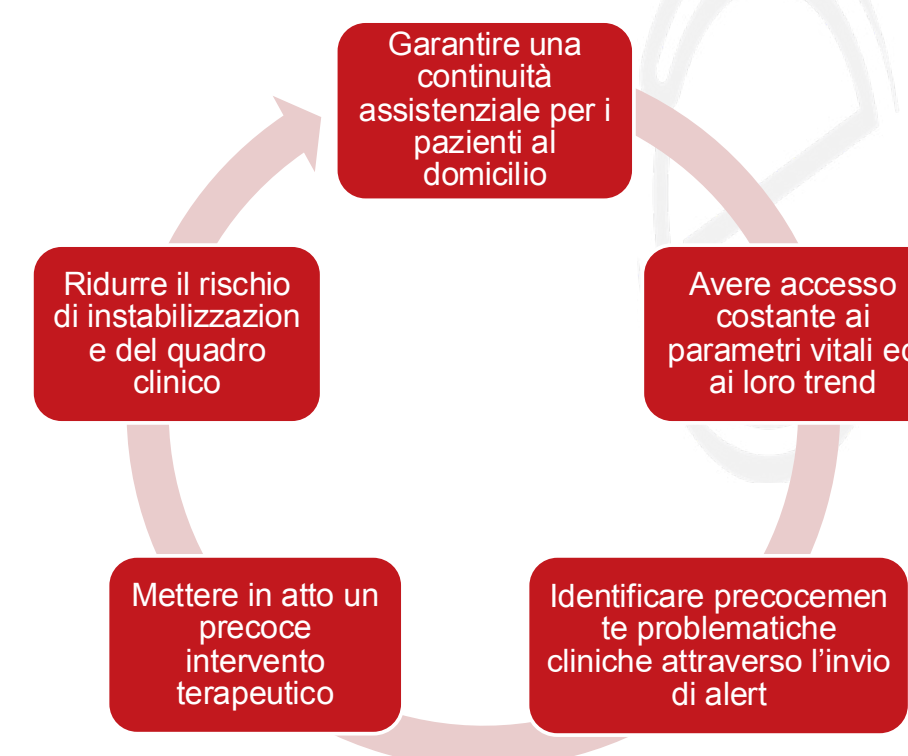 Garantire una
continuità
assistenziale per i
pazienti al
domicilio
Avere accesso
costante ai
parametri vitali ed
ai loro trend
Identificare precocemen
te problematiche
cliniche attraverso l’invio
di alert
Mettere in atto un
precoce
intervento
terapeutico
Ridurre il rischio
di instabilizzazion
e del quadro
clinico